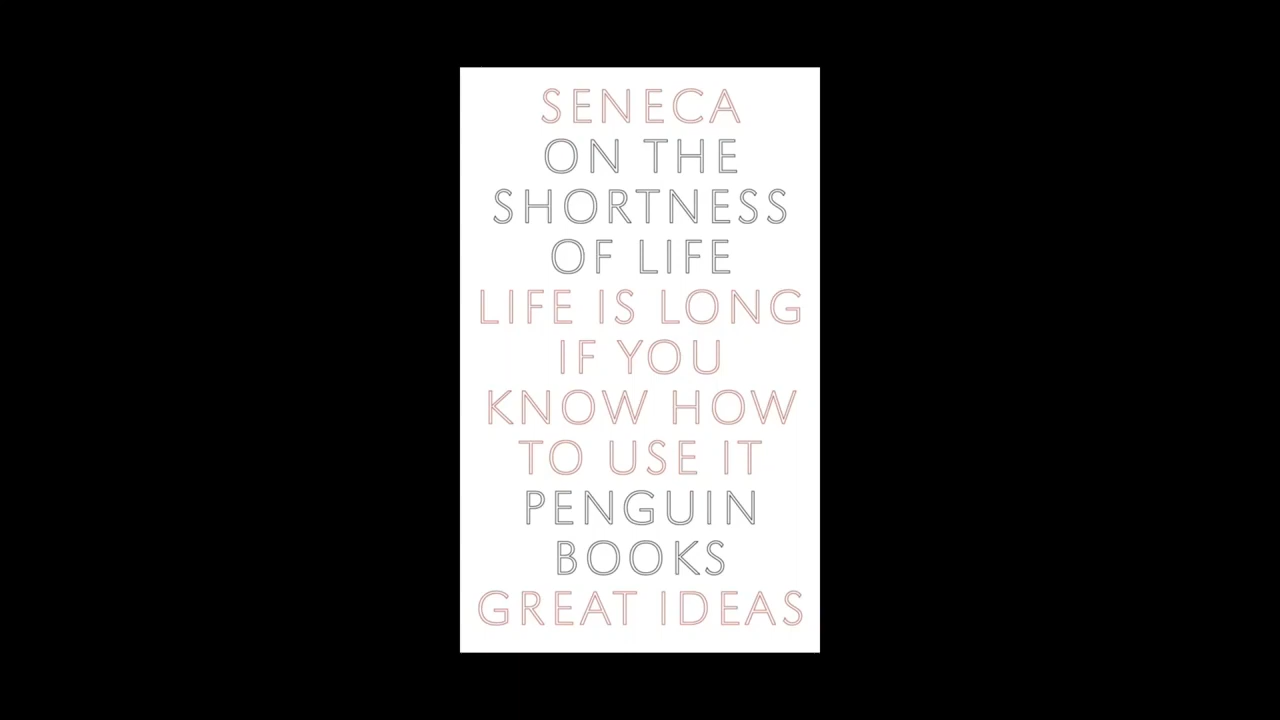 SENECA
ON THE
SHORTNESS
OF LIFE
LIFE IS LONG
IF YOU
KNOW HOW
TO USE IT
PENGUIN
BOOKS
GREAT IDEAS